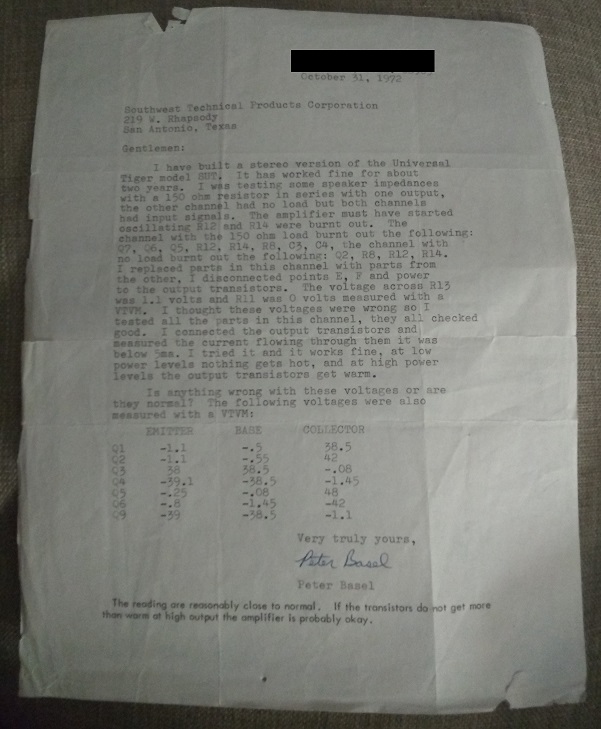 October 31, 1972
Southwest Technical Products Corporation
219 W. Rhapsody
San Antonio, Texas
Gentlemen:
I have built a stereo version of the Universal
Tiger model SUT. It has worked fine for about
two years. I was testing some speaker impedances
with a 150 ohm resistor in series with one output,
the other channel had no load but both channels
had input signals. The amplifier must have started
oscillating R12 and R14 were burnt out. The
channel with the 150 ohm load burnt out the following:
Q7, Q6, Q5, R12, R14, R8, C3, C4, the channel with
no load burnt out the following: Q2, R8, R12, R14.
I replaced parts in this channel with parts from
the other, I disconnected points E, F and power
to the output transistors. The voltage across R13
was 1.1 volts and R11 was 0 volts measured with a
VTVM. I thought these voltages were wrong so I
tested all the parts in this channel, they all checked
good. I connected the output transistors and
measured the current flowing through them it was
below 5ma. I tried it and it works fine, at low
power levels nothing gets hot, and at high power
levels the output transistors get warm.
Is anything wrong with these voltages or are
they normal? The following voltages were also
measured with a VTVM:
EMITTER BASE COLLECTOR
Q1 -1.1 -.5 38.5
Q2 -1.1 -.55 42
Q3 38 38.5 -.08
Q4 -39.1 -38.5 -1.45
Q5 -.25 -.08 48
Q6 -.8 -1.45 -42
Q9 -39 -38.5 -1.1
Very truly yours,
Peter Basel
Peter Basel
The reading are reasonably close to normal. If the transistors do not get more
than warm at high output the amplifier is probably okay.